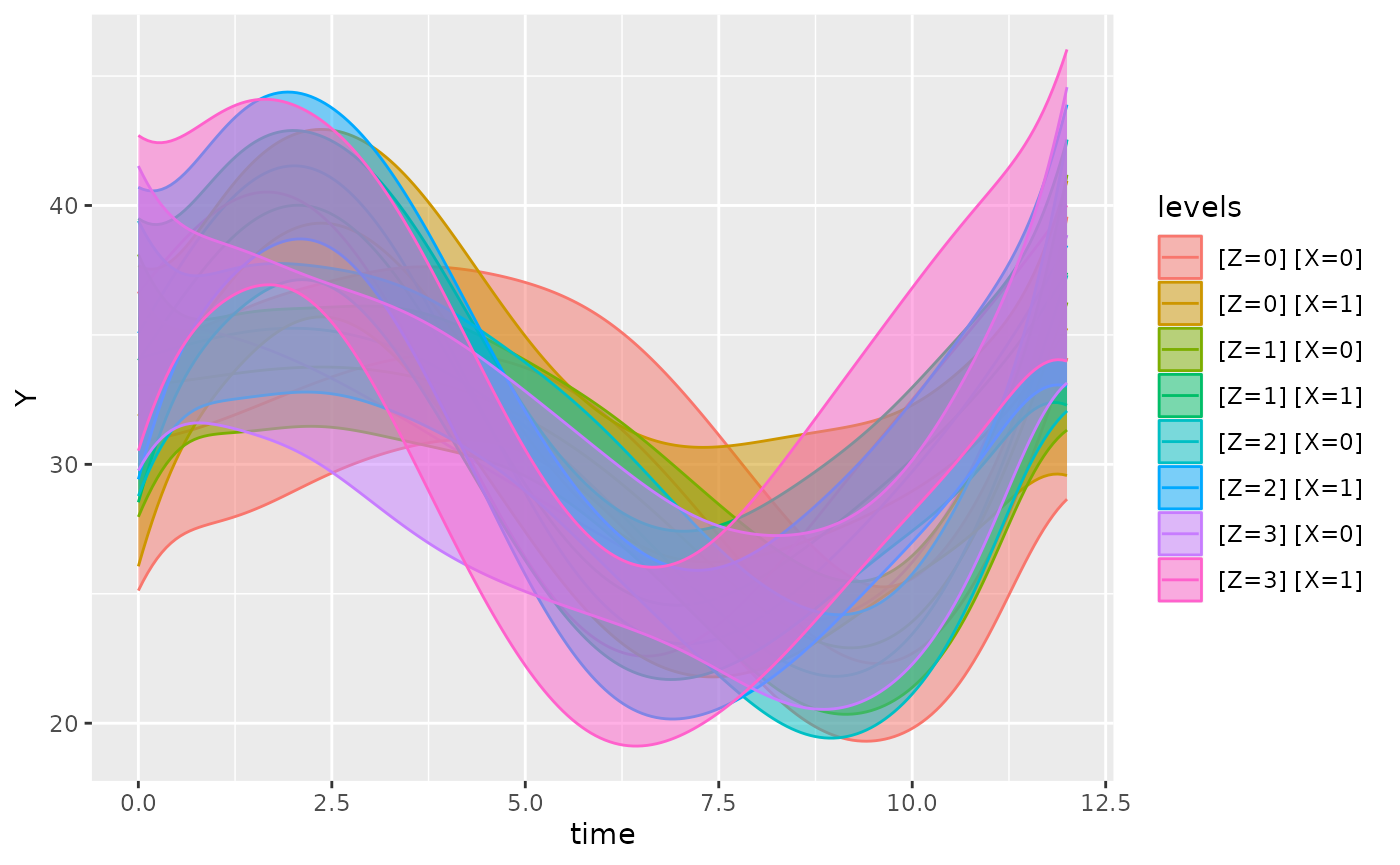 Y
40
30
20
0.0 2.5 5.0 7.5 10.0 12.5
time
levels
[Z=0] [X=0]
[Z=0] [X=1]
[Z=1] [X=0]
[Z=1] [X=1]
[Z=2] [X=0]
[Z=2] [X=1]
[Z=3] [X=0]
[Z=3] [X=1]